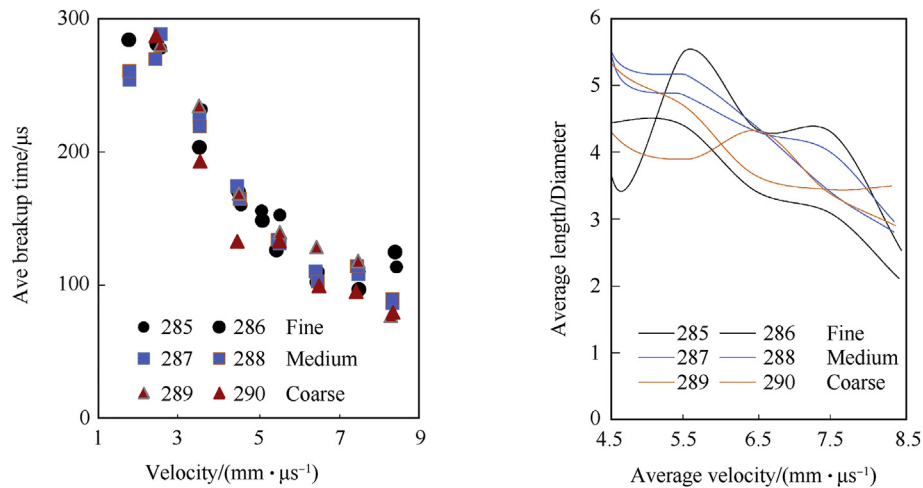 300
200
100
0
Ave breakup time/μs
285 286 Fine
287 288 Medium
289 290 Coarse
1 3 5 7 9
Velocity/(mm · μs⁻¹)
6
5
4
3
2
1
0
Average length/Diameter
285 286 Fine
287 288 Medium
289 290 Coarse
4.5 5.5 6.5 7.5 8.5
Average velocity/(mm · μs⁻¹)